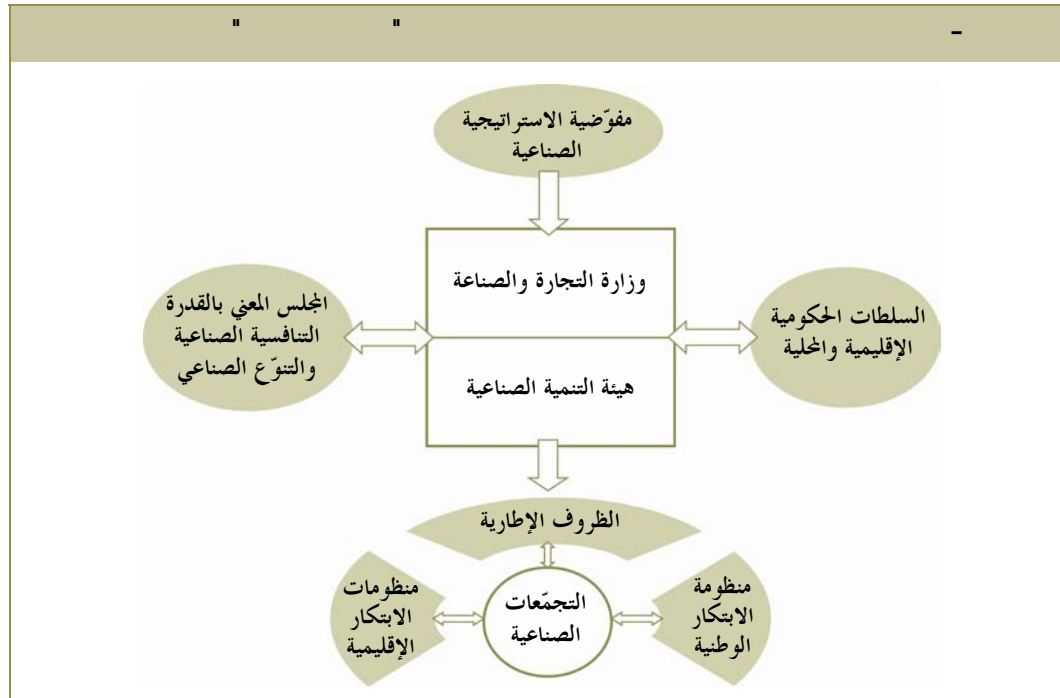 مفوّضية الاستراتيجية
الصناعية
وزارة التجارة والصناعة
السلطات الحكومية
الإقليمية والمحلية
المجلس المعني بالقدرة
التنافسية الصناعية
والتنوّع الصناعي
هيئة التنمية الصناعية
الظروف الإطارية
منظومة
الابتكار
الوطنية
التجمّعات
الصناعية
منظومات
الابتكار
الإقليمية